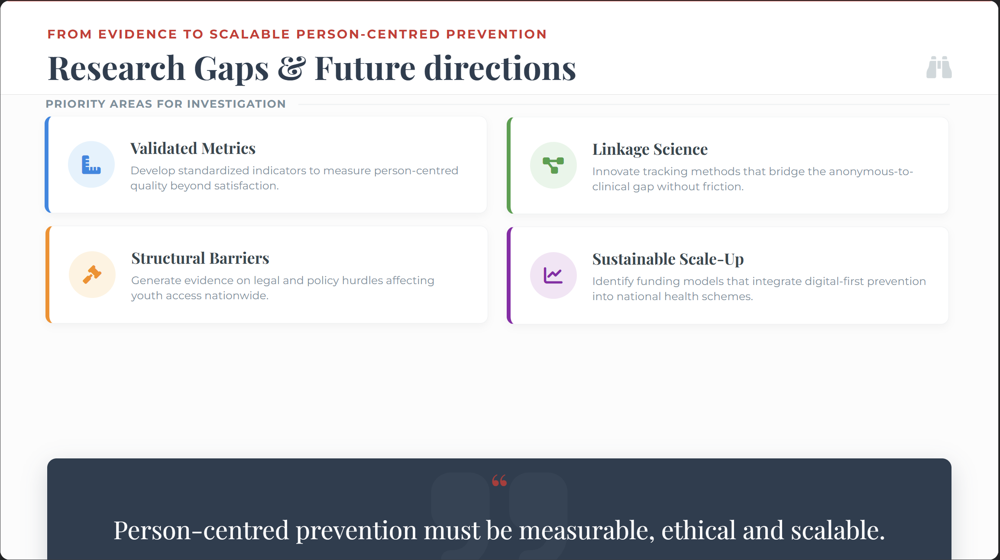 FROM EVIDENCE TO SCALABLE PERSON-CENTRED PREVENTION
Research Gaps & Future directions
PRIORITY AREAS FOR INVESTIGATION
Validated Metrics
Develop standardized indicators to measure person-centred
quality beyond satisfaction.
Linkage Science
Innovate tracking methods that bridge the anonymous-to-
clinical gap without friction.
Structural Barriers
Generate evidence on legal and policy hurdles affecting
youth access nationwide.
Sustainable Scale-Up
Identify funding models that integrate digital-first prevention
into national health schemes.
“
Person-centred prevention must be measurable, ethical and scalable.